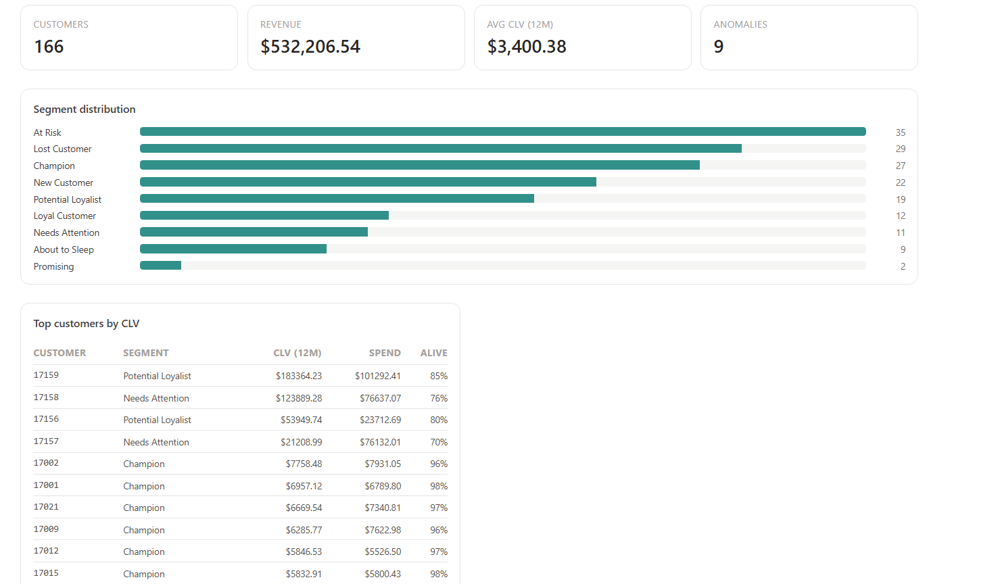 CUSTOMERS
166
REVENUE
$532,206.54
AVG CLV (12M)
$3,400.38
ANOMALIES
9
Segment distribution
At Risk 35
Lost Customer 29
Champion 27
New Customer 22
Potential Loyalist 19
Loyal Customer 12
Needs Attention 11
About to Sleep 9
Promising 2
Top customers by CLV
CUSTOMER SEGMENT CLV (12M) SPEND ALIVE
17159 Potential Loyalist $183364.23 $101292.41 85%
17158 Needs Attention $123889.28 $76637.07 76%
17156 Potential Loyalist $53949.74 $23712.69 80%
17157 Needs Attention $21208.99 $76132.01 70%
17002 Champion $7758.48 $7931.05 96%
17001 Champion $6957.12 $6789.80 98%
17021 Champion $6669.54 $7340.81 97%
17009 Champion $6285.77 $7622.98 96%
17012 Champion $5846.53 $5526.50 97%
17015 Champion $5832.91 $5800.43 98%